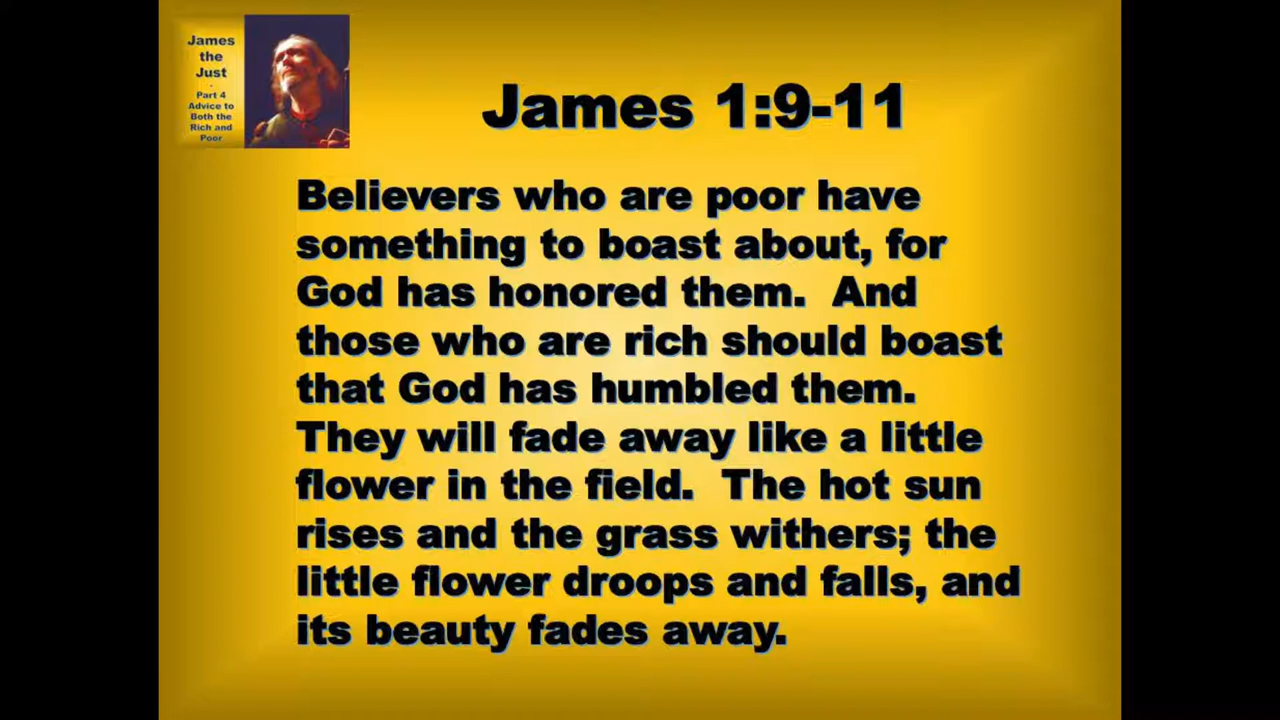 James
the
Just
-
Part 4
Advice to
Both the
Rich and
Poor
James 1:9-11
Believers who are poor have
something to boast about, for
God has honored them.  And
those who are rich should boast
that God has humbled them.
They will fade away like a little
flower in the field.  The hot sun
rises and the grass withers; the
little flower droops and falls, and
its beauty fades away.